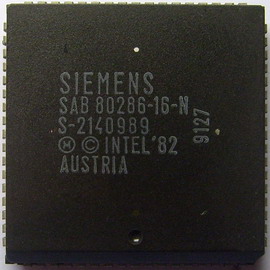 SIEMENS
SAB 80286-16-N
S-2140989
Ⓜ © INTEL '82
AUSTRIA
9127